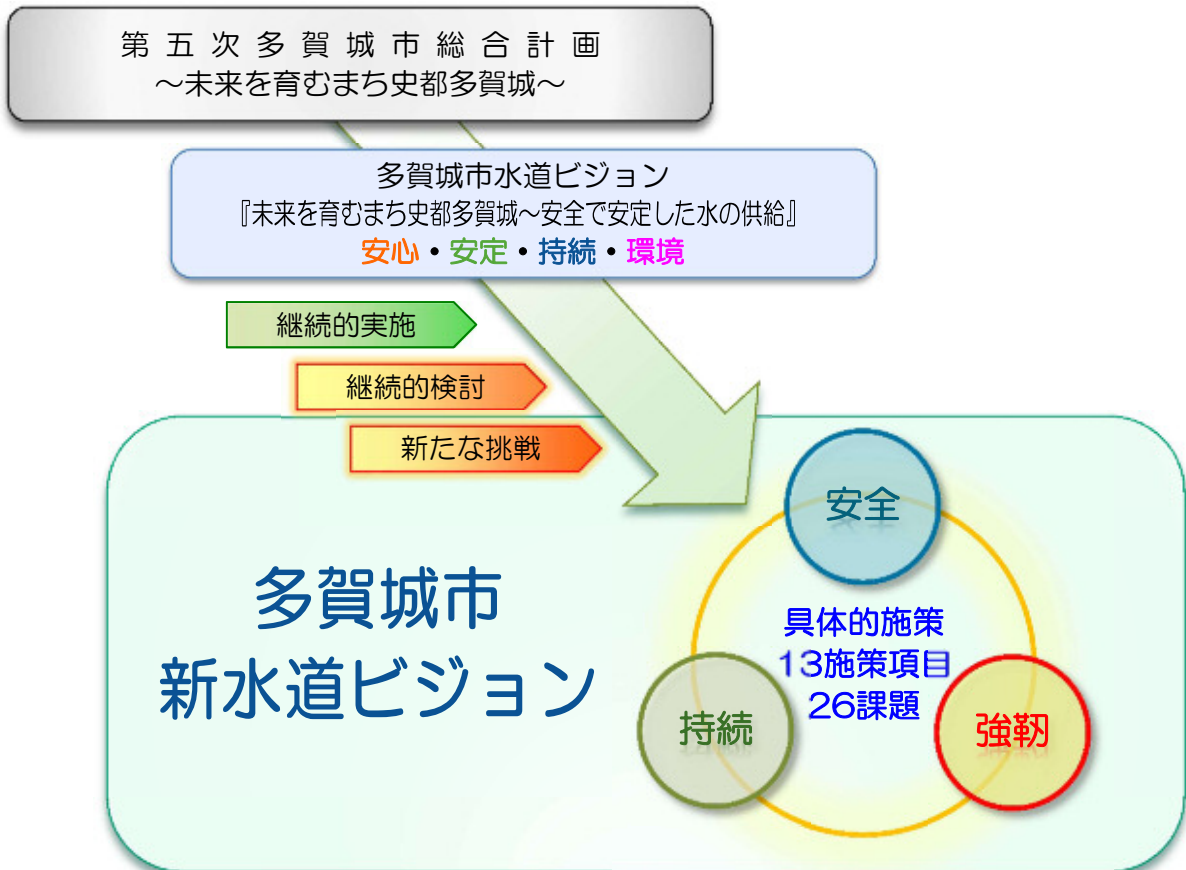 第五次多賀城市総合計画
～未来を育むまち史都多賀城～
多賀城市水道ビジョン
『未来を育むまち史都多賀城～安全で安定した水の供給』
安心・安定・持続・環境
継続的実施
継続的検討
新たな挑戦
多賀城市
新水道ビジョン
安全
具体的施策
13施策項目
26課題
持続
強靭